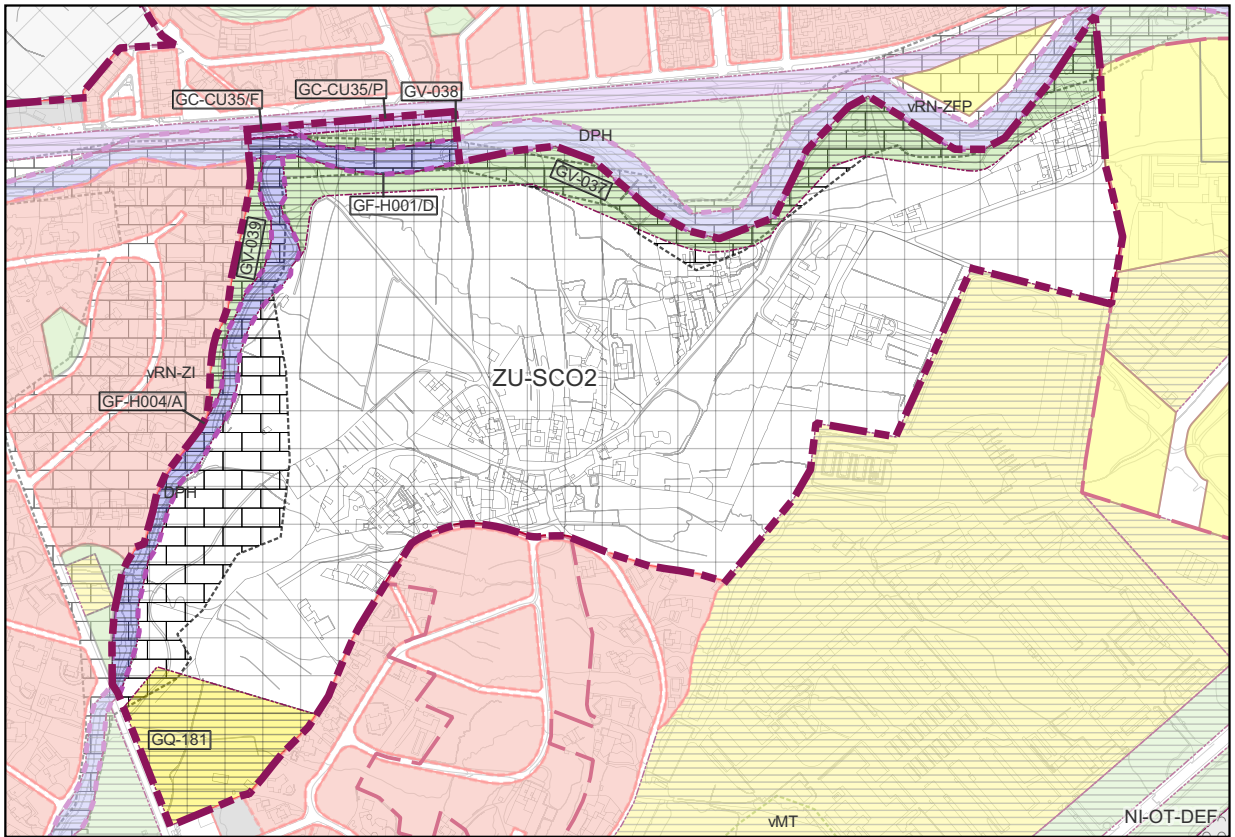 GC-CU35/F
GC-CU35/P
GV-038
vRN-ZFP
DPH
GV-037
GF-H001/D
GV-039
vRN-ZI
ZU-SCO2
GF-H004/A
DPH
GQ-181
vMT
NI-OT-DEF